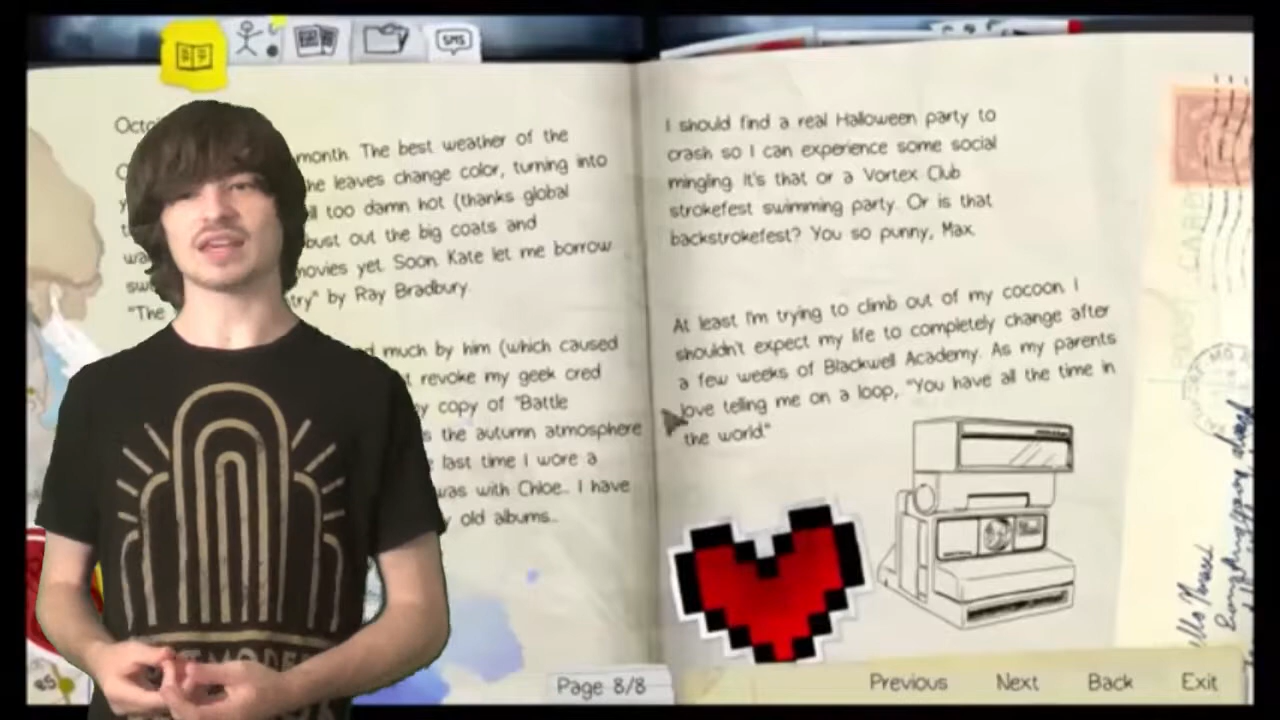 SMS
month. The best weather of the
he leaves change color, turning into
too damn hot (thanks global
bust out the big coats and
movies yet. Soon. Kate let me borrow
"The try" by Ray Bradbury.
much by him (which caused
revoke my geek cred
copy of "Battle
the autumn atmosphere
last time I wore a
was with Chloe... I have
old albums...
Page 8/8
I should find a real Halloween party to
crash so I can experience some social
mingling. It's that or a Vortex Club
strokefest swimming party. Or is that
backstrokefest? You so punny, Max.
At least I'm trying to climb out of my cocoon. I
shouldn't expect my life to completely change after
a few weeks of Blackwell Academy. As my parents
love telling me on a loop, "You have all the time in
the world."
Previous Next Back Exit